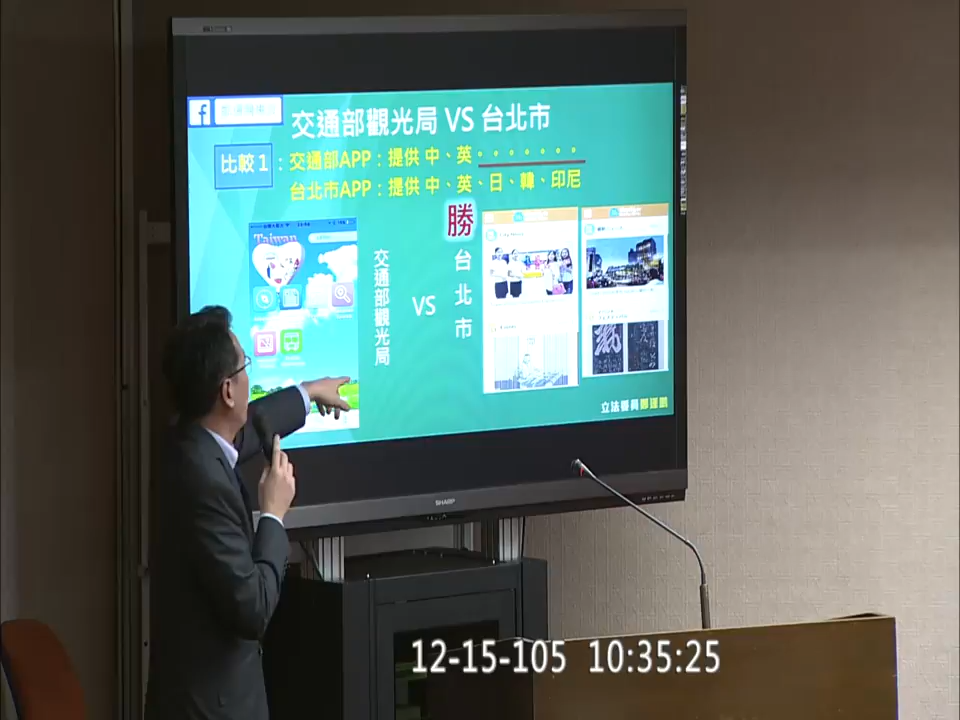 f
交通部觀光局 VS 台北市
比較1：交通部APP：提供 中、英。。。。。。。
台北市APP：提供 中、英、日、韓、印尼
Taiwan
交通部觀光局
VS
勝
台北市
立法委員鄭運鵬
SHARP
12-15-105 10:35:25